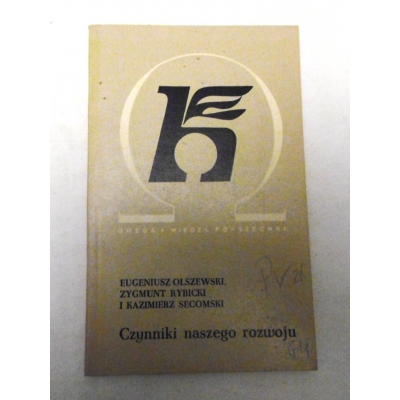 OMEGA • WIEDZA POWSZECHNA
EUGENIUSZ OLSZEWSKI,
ZYGMUNT RYBICKI
I KAZIMIERZ SECOMSKI
Czynniki naszego rozwoju